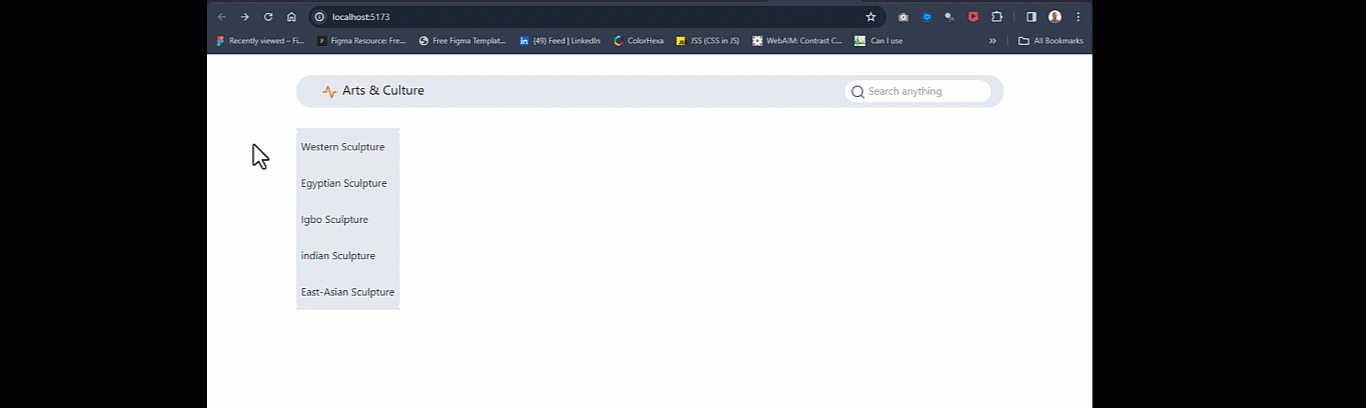 localhost:5173
Recently viewed – Fi... Figma Resource: Fre... Free Figma Templat... (49) Feed | LinkedIn ColorHexa JSS (CSS in JS) WebAIM: Contrast C... Can I use » All Bookmarks
Arts & Culture Search anything
Western Sculpture
Egyptian Sculpture
Igbo Sculpture
indian Sculpture
East-Asian Sculpture